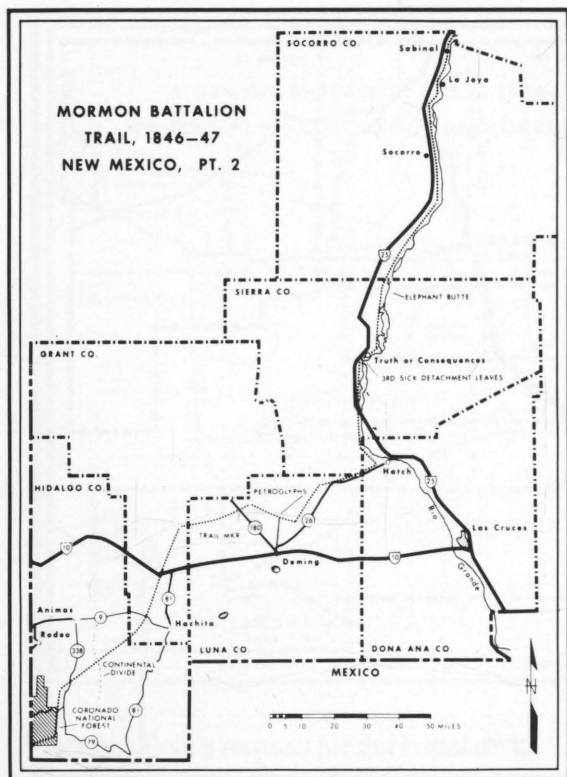 MORMON BATTALION
TRAIL, 1846–47
NEW MEXICO, PT. 2
SOCORRO CO.
Sabinal
La Joya
Socorro
25
SIERRA CO.
ELEPHANT BUTTE
Truth or Consequences
3RD SICK DETACHMENT LEAVES
GRANT CO.
Hatch
HIDALGO CO.
PETROGLYPHS
25
180
26
Rio
TRAIL MKR
Las Cruces
10
10
Deming
Grande
81
Animas
9
Hachita
Rodeo
338
LUNA CO.
DONA ANA CO.
CONTINENTAL
DIVIDE
MEXICO
CORONADO
NATIONAL
FOREST
81
79
N
0 5 10 20 30 40 50 MILES